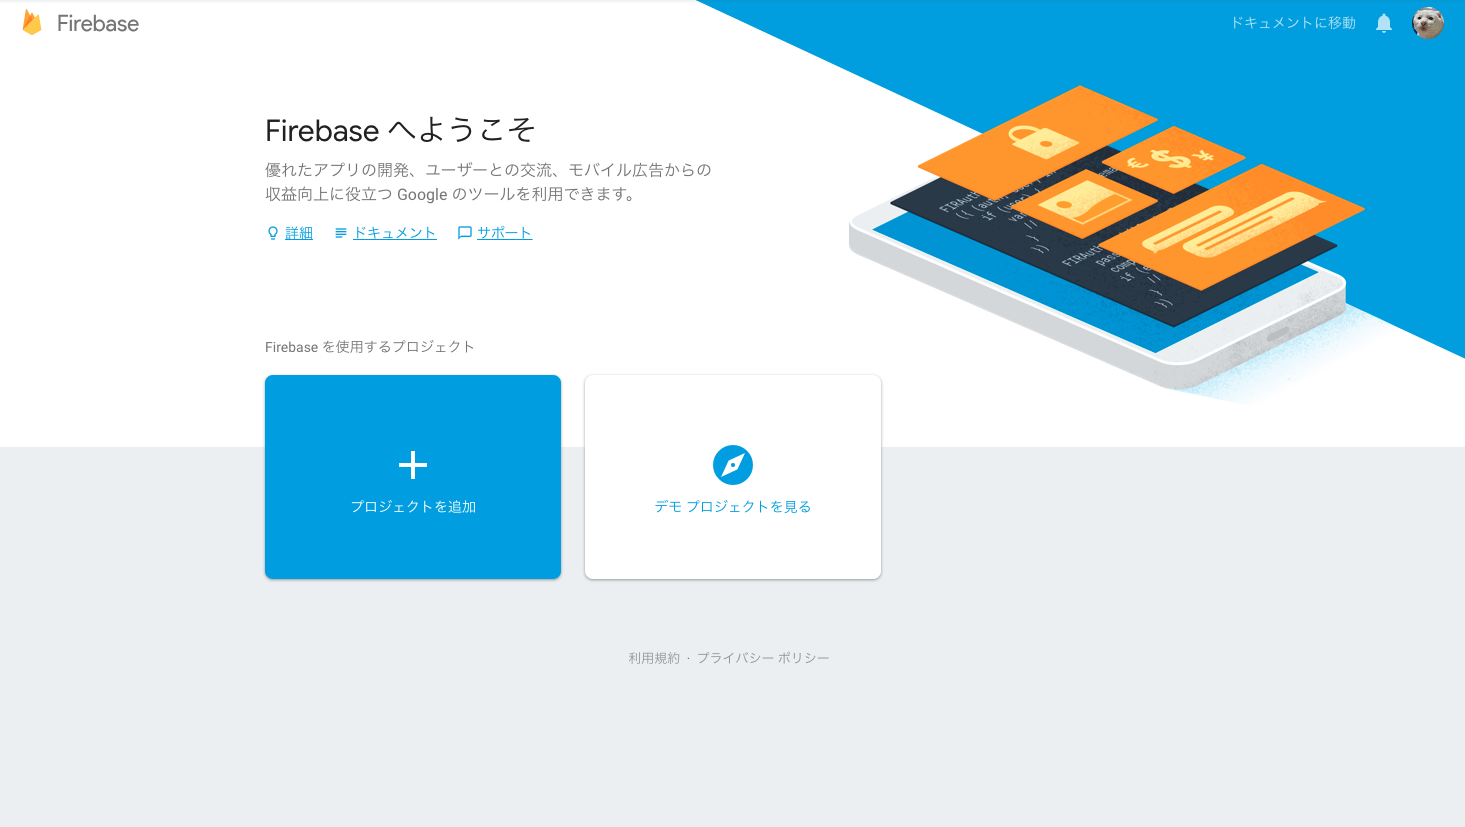 Firebase
ドキュメントに移動
Firebase へようこそ
優れたアプリの開発、ユーザーとの交流、モバイル広告からの
収益向上に役立つ Google のツールを利用できます。
詳細
ドキュメント
サポート
Firebase を使用するプロジェクト
プロジェクトを追加
デモ プロジェクトを見る
利用規約 · プライバシー ポリシー